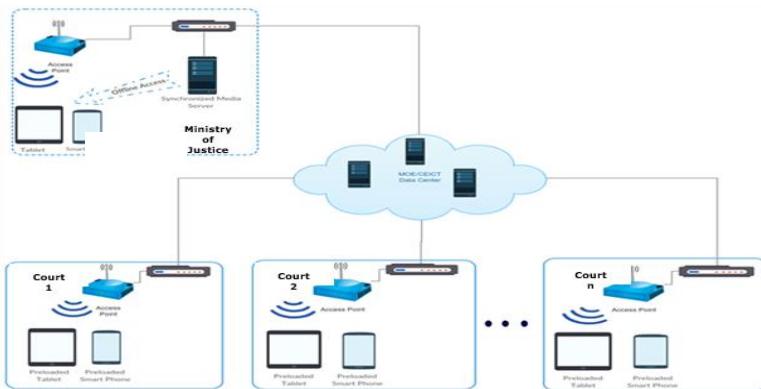 Access
Point
Offline Access
Synchronized Media
Server
Tablet
Ministry
of
Justice
MOE/CDICT
Data Center
Court
1
Access
Point
Preloaded
Tablet
Preloaded
Smart Phone
Court
2
Access Point
Preloaded
Tablet
Preloaded
Smart Phone
Court
n
Access Point
Preloaded
Tablet
Preloaded
Smart Phone